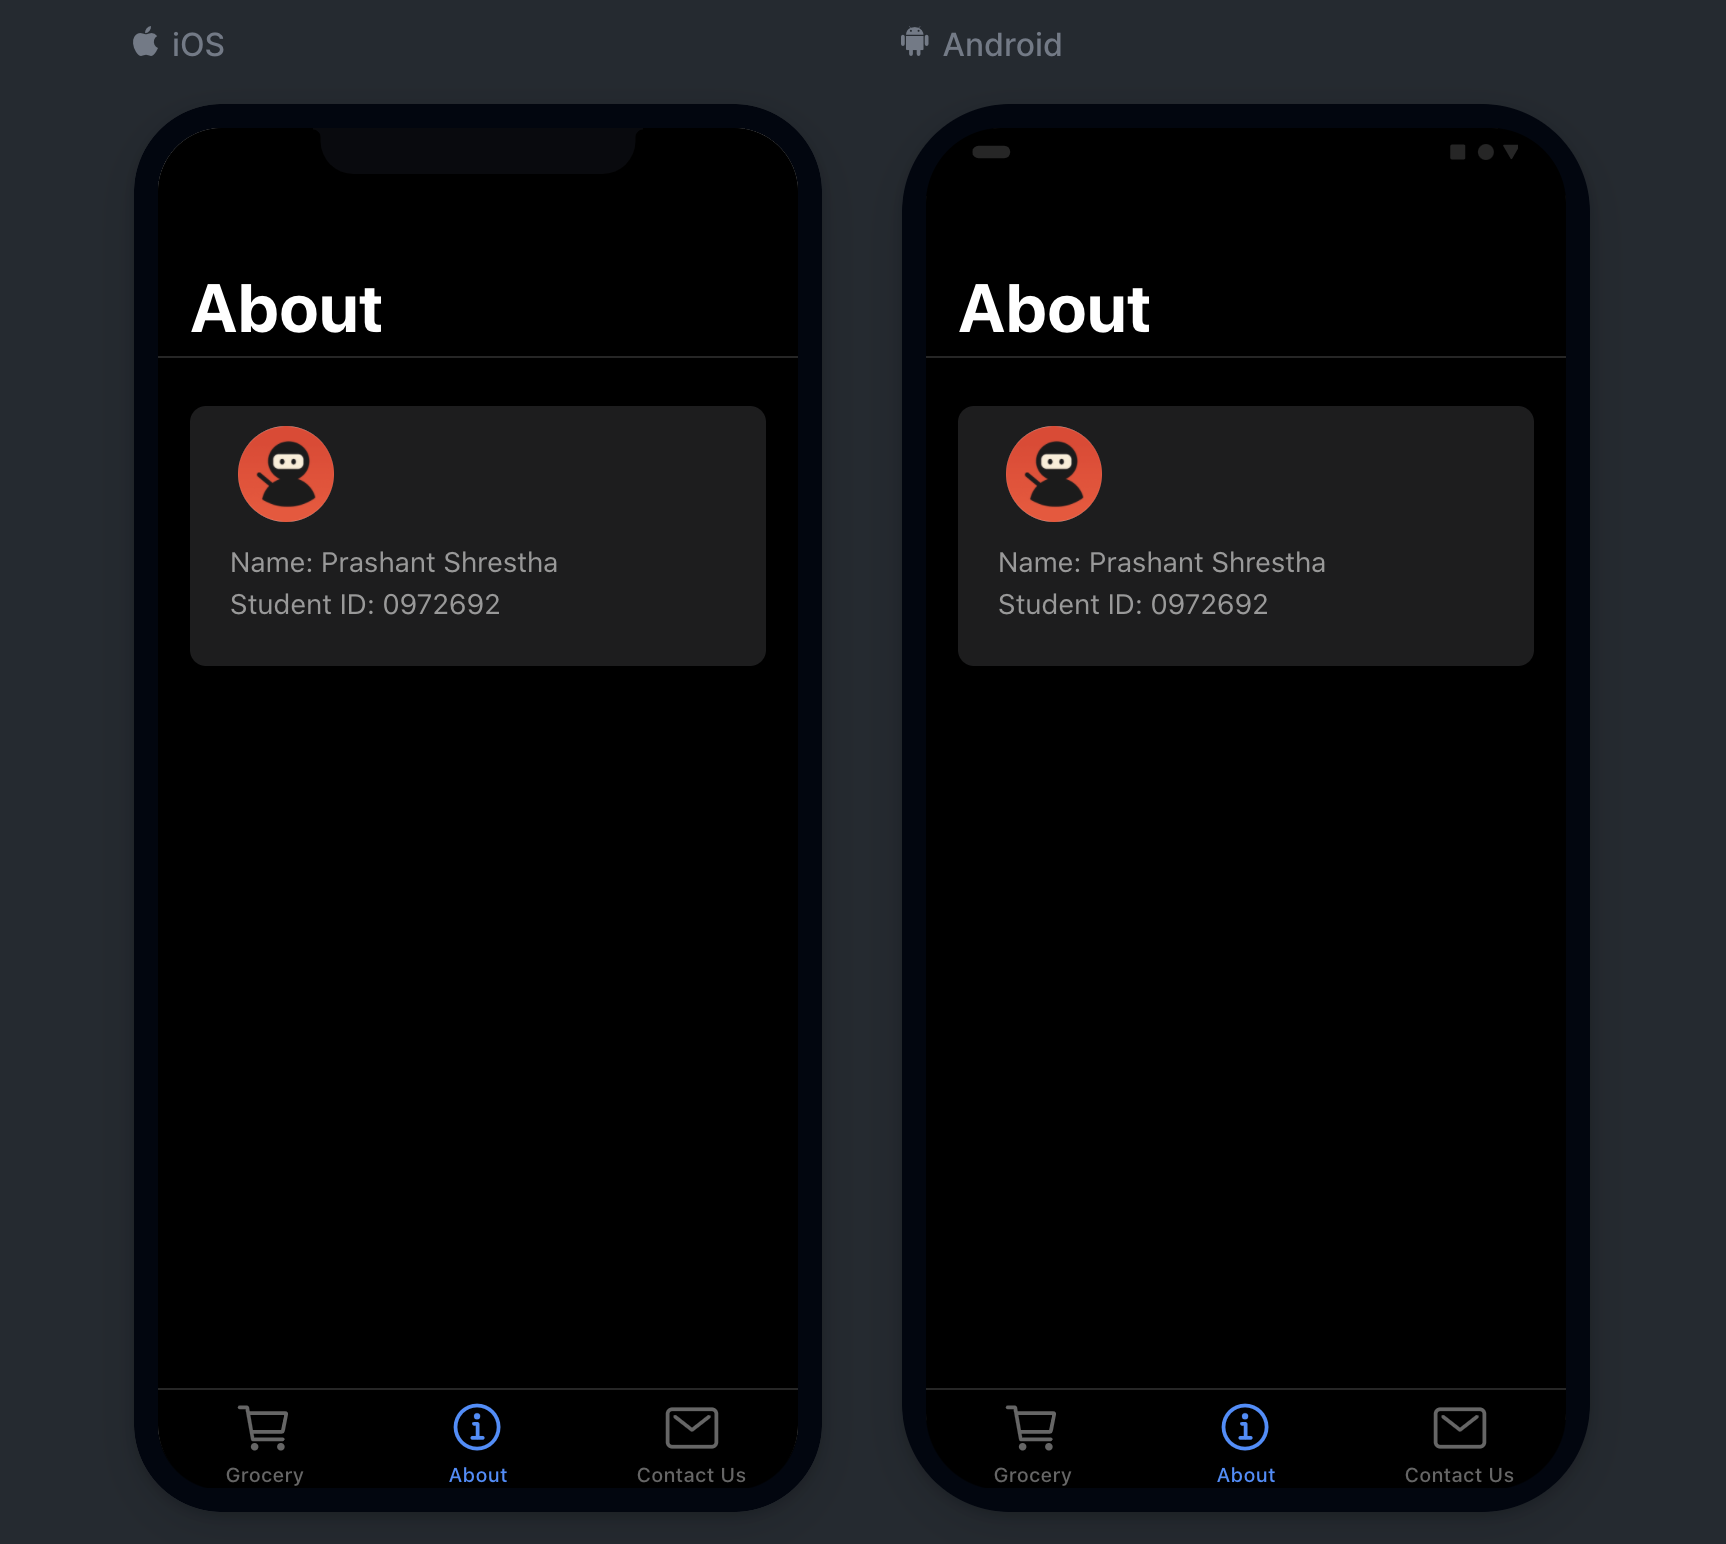 iOS
About
Name: Prashant Shrestha
Student ID: 0972692
Grocery
About
Contact Us
Android
About
Name: Prashant Shrestha
Student ID: 0972692
Grocery
About
Contact Us